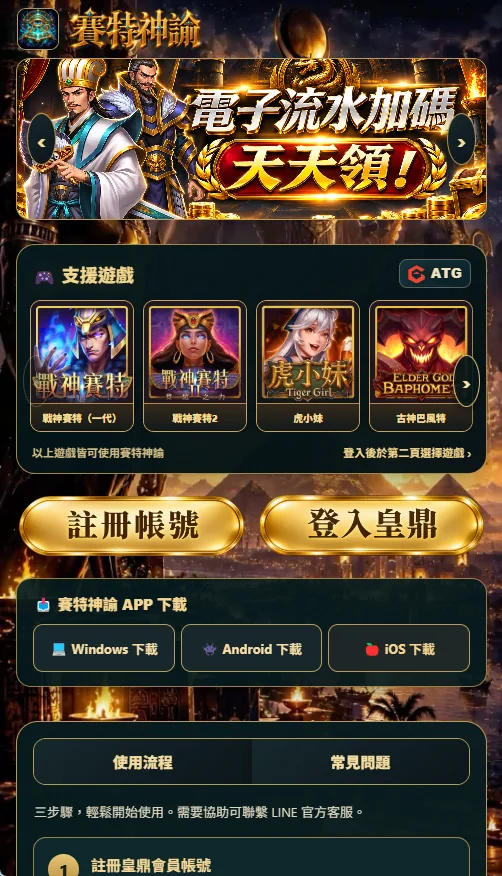 賽特神諭
電子流水加碼
天天領!
‹
›
支援遊戲
ATG
戰神賽特
戰神賽特
II
虎小妹
Tiger Girl
ELDER GOD
BAPHOMET
›
戰神賽特（一代）
戰神賽特2
虎小妹
古神巴風特
以上遊戲皆可使用賽特神諭
登入後於第二頁選擇遊戲 ›
註冊帳號
登入皇鼎
賽特神諭 APP 下載
Windows 下載
Android 下載
iOS 下載
使用流程
常見問題
三步驟，輕鬆開始使用。需要協助可聯繫 LINE 官方客服。
1
註冊皇鼎會員帳號